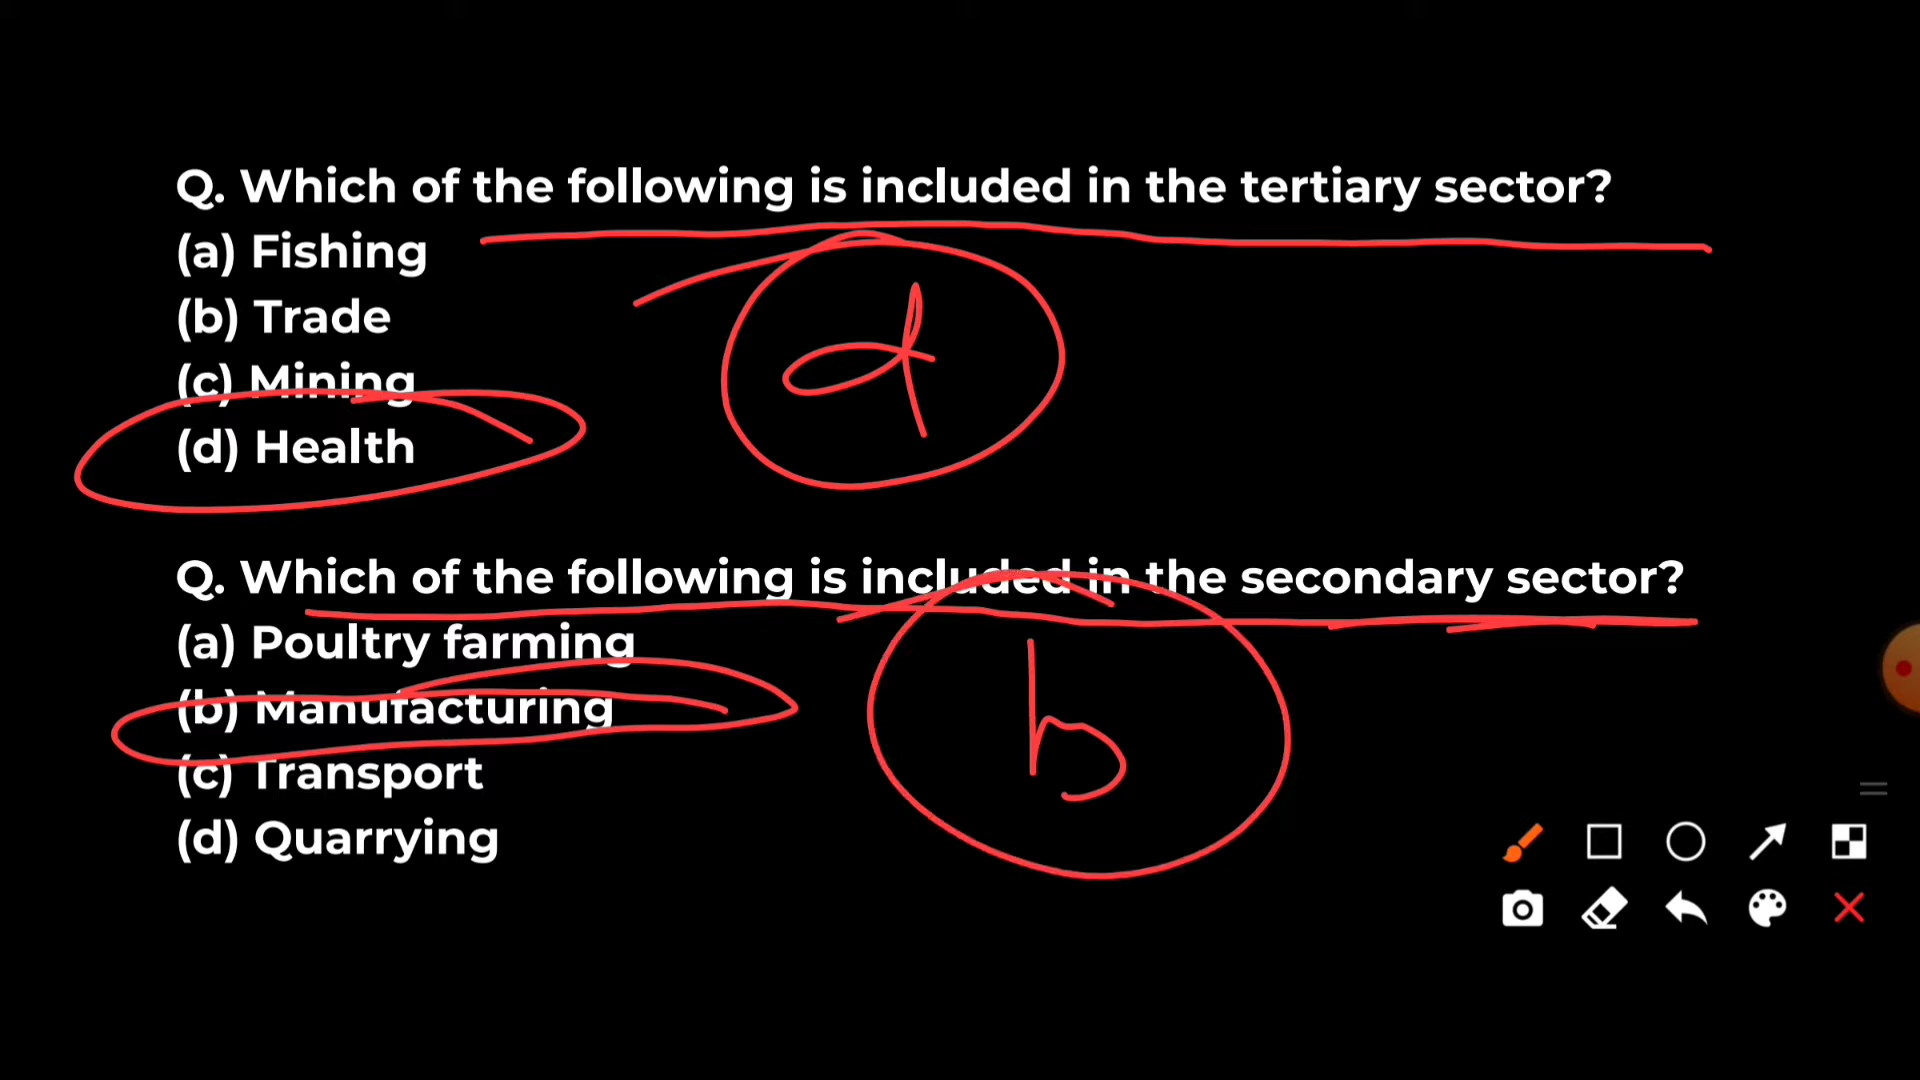 Q. Which of the following is included in the tertiary sector?
(a) Fishing
(b) Trade
(c) Mining
(d) Health
d
Q. Which of the following is included in the secondary sector?
(a) Poultry farming
(b) Manufacturing
(c) Transport
(d) Quarrying
b